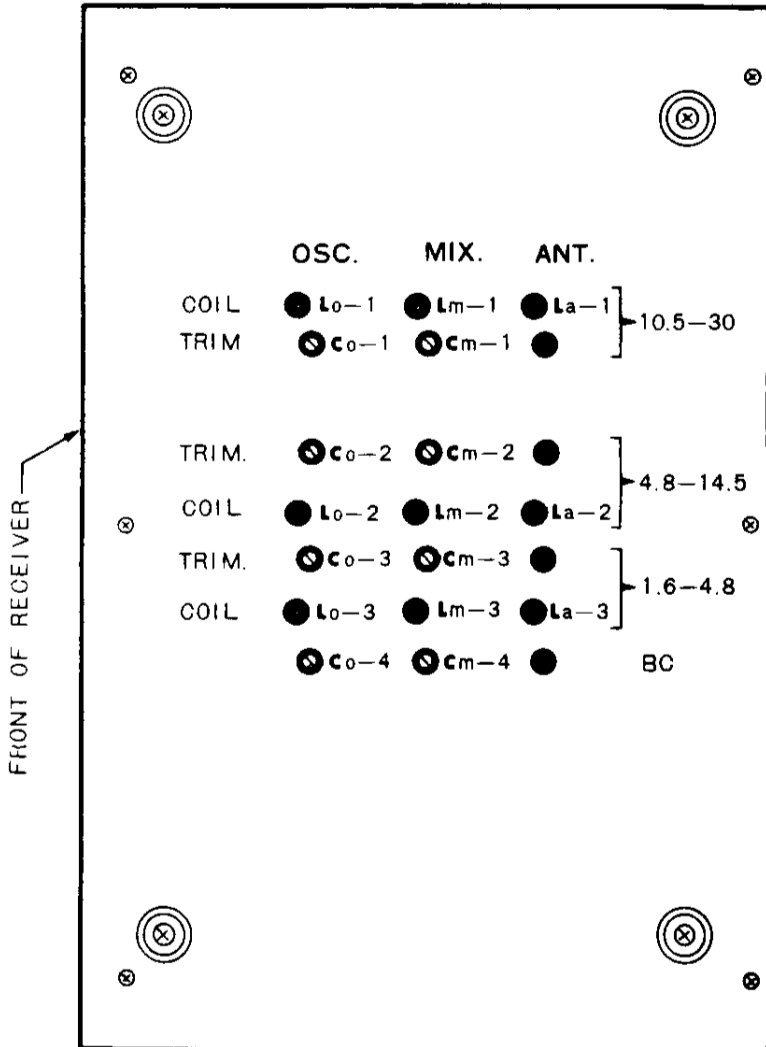 OSC. MIX. ANT.
COIL Lo-1 Lm-1 La-1 10.5-30
TRIM Co-1 Cm-1
TRIM. Co-2 Cm-2
4.8-14.5
COIL Lo-2 Lm-2 La-2
TRIM. Co-3 Cm-3
1.6-4.8
COIL Lo-3 Lm-3 La-3
Co-4 Cm-4 BC
FRONT OF RECEIVER